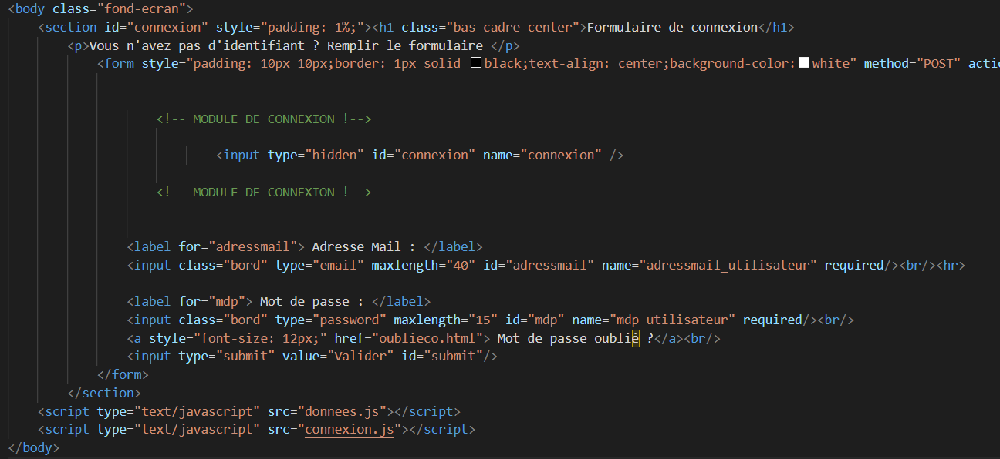 <body class="fond-ecran">
<section id="connexion" style="padding: 1%;"><h1 class="bas cadre center">Formulaire de connexion</h1>
<p>Vous n'avez pas d'identifiant ? Remplir le formulaire </p>
<form style="padding: 10px 10px;border: 1px solid black;text-align: center;background-color:white" method="POST" actio
<!-- MODULE DE CONNEXION !-->
<input type="hidden" id="connexion" name="connexion" />
<!-- MODULE DE CONNEXION !-->
<label for="adressmail"> Adresse Mail : </label>
<input class="bord" type="email" maxlength="40" id="adressmail" name="adressmail_utilisateur" required/><br/><hr>
<label for="mdp"> Mot de passe : </label>
<input class="bord" type="password" maxlength="15" id="mdp" name="mdp_utilisateur" required/><br/>
<a style="font-size: 12px;" href="oublieco.html"> Mot de passe oublié ?</a><br/>
<input type="submit" value="Valider" id="submit"/>
</form>
</section>
<script type="text/javascript" src="donnees.js"></script>
<script type="text/javascript" src="connexion.js"></script>
</body>